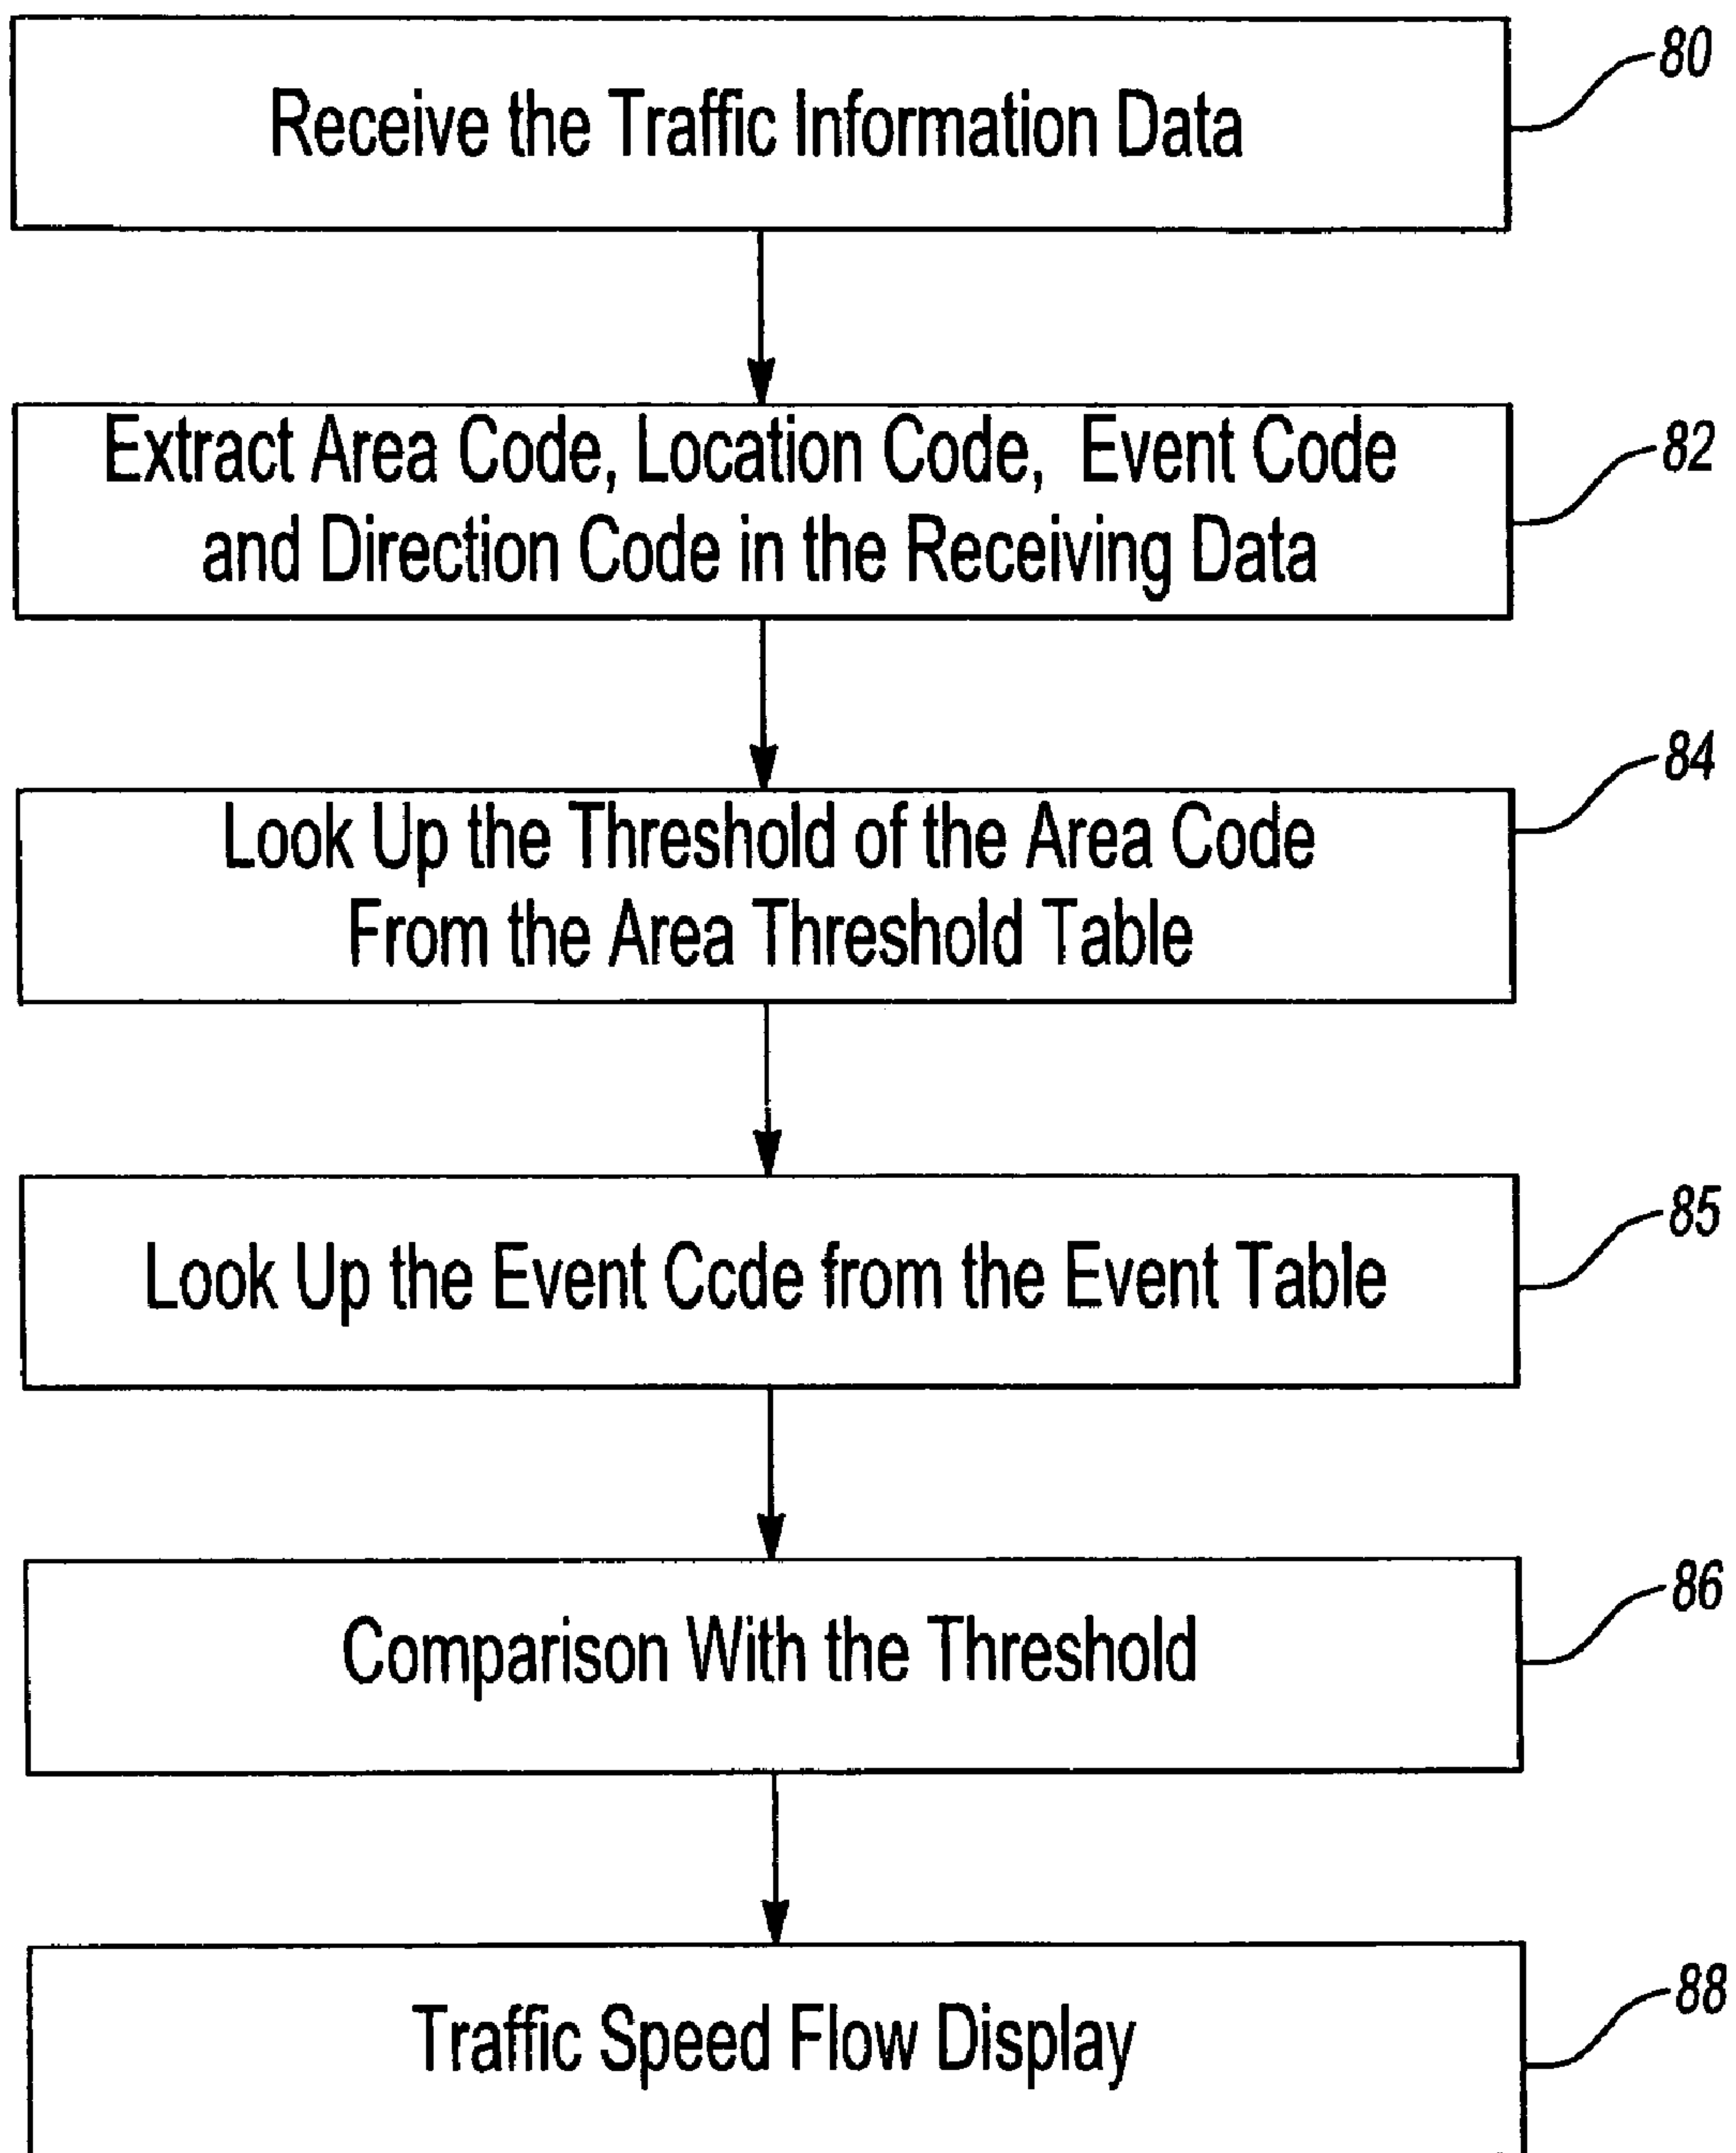 Receive the Traffic Information Data
80
Extract Area Code, Location Code, Event Code
and Direction Code in the Receiving Data
82
Look Up the Threshold of the Area Code
From the Area Threshold Table
84
Look Up the Event Ccde from the Event Table
85
Comparison With the Threshold
86
Traffic Speed Flow Display
88